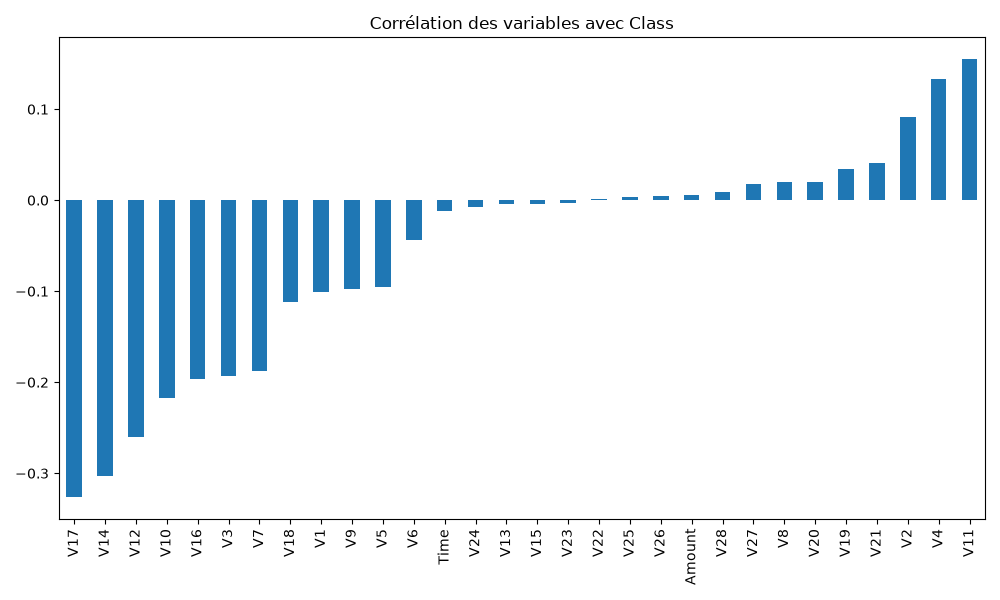 Corrélation des variables avec Class
0.1
0.0
−0.1
−0.2
−0.3
V17
V14
V12
V10
V16
V3
V7
V18
V1
V9
V5
V6
Time
V24
V13
V15
V23
V22
V25
V26
Amount
V28
V27
V8
V20
V19
V21
V2
V4
V11